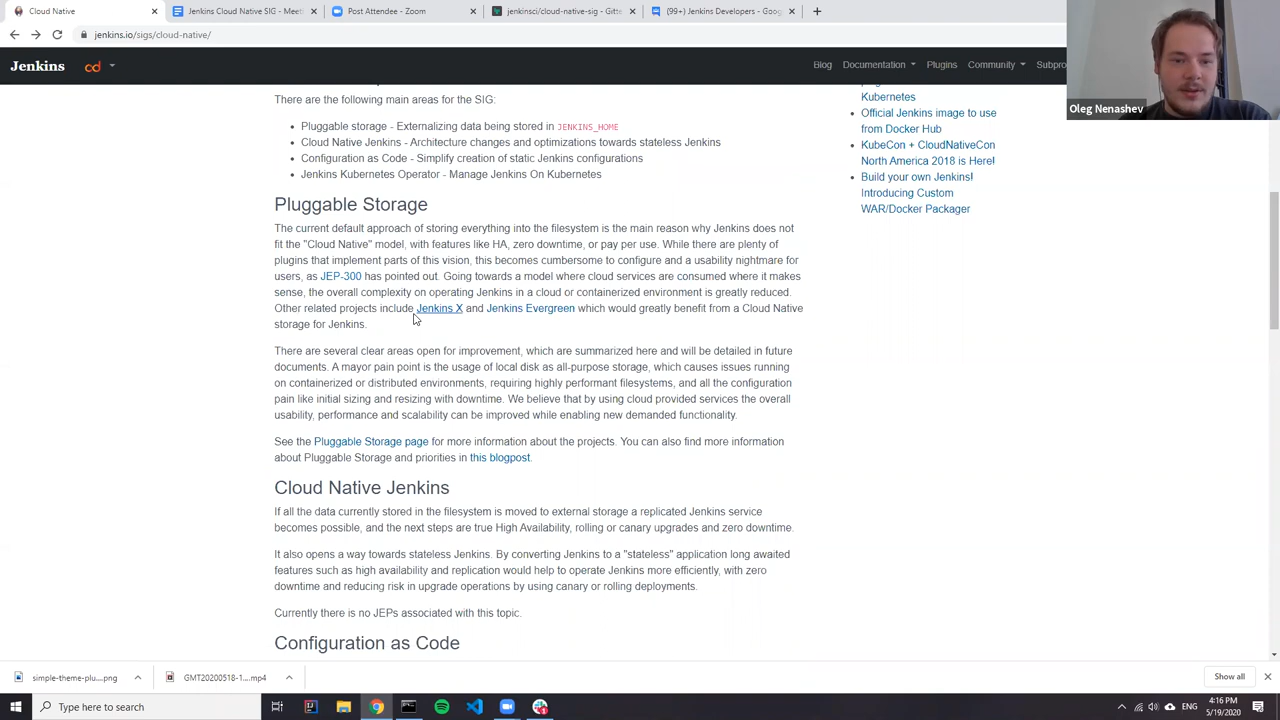 Cloud Native
Jenkins Cloud Native SIG - Meeti
Post Attendee - Zoom
jenkinsci/cloud-native-sig - Gitte
(99+) Jenkins Developers - Goog
jenkins.io/sigs/cloud-native/
Jenkins
cd
Blog
Documentation
Plugins
Community
Subpro
Oleg Nenashev
There are the following main areas for the SIG:
Pluggable storage - Externalizing data being stored in JENKINS_HOME
Cloud Native Jenkins - Architecture changes and optimizations towards stateless Jenkins
Configuration as Code - Simplify creation of static Jenkins configurations
Jenkins Kubernetes Operator - Manage Jenkins On Kubernetes
Pluggable Storage
The current default approach of storing everything into the filesystem is the main reason why Jenkins does not
fit the "Cloud Native" model, with features like HA, zero downtime, or pay per use. While there are plenty of
plugins that implement parts of this vision, this becomes cumbersome to configure and a usability nightmare for
users, as JEP-300 has pointed out. Going towards a model where cloud services are consumed where it makes
sense, the overall complexity on operating Jenkins in a cloud or containerized environment is greatly reduced.
Other related projects include Jenkins X and Jenkins Evergreen which would greatly benefit from a Cloud Native
storage for Jenkins.
There are several clear areas open for improvement, which are summarized here and will be detailed in future
documents. A mayor pain point is the usage of local disk as all-purpose storage, which causes issues running
on containerized or distributed environments, requiring highly performant filesystems, and all the configuration
pain like initial sizing and resizing with downtime. We believe that by using cloud provided services the overall
usability, performance and scalability can be improved while enabling new demanded functionality.
See the Pluggable Storage page for more information about the projects. You can also find more information
about Pluggable Storage and priorities in this blogpost.
Cloud Native Jenkins
If all the data currently stored in the filesystem is moved to external storage a replicated Jenkins service
becomes possible, and the next steps are true High Availability, rolling or canary upgrades and zero downtime.
It also opens a way towards stateless Jenkins. By converting Jenkins to a "stateless" application long awaited
features such as high availability and replication would help to operate Jenkins more efficiently, with zero
downtime and reducing risk in upgrade operations by using canary or rolling deployments.
Currently there is no JEPs associated with this topic.
Configuration as Code
Kubernetes
Official Jenkins image to use
from Docker Hub
KubeCon + CloudNativeCon
North America 2018 is Here!
Build your own Jenkins!
Introducing Custom
WAR/Docker Packager
simple-theme-plu....png
GMT20200518-1....mp4
Show all
Type here to search
ENG
4:16 PM
5/19/2020